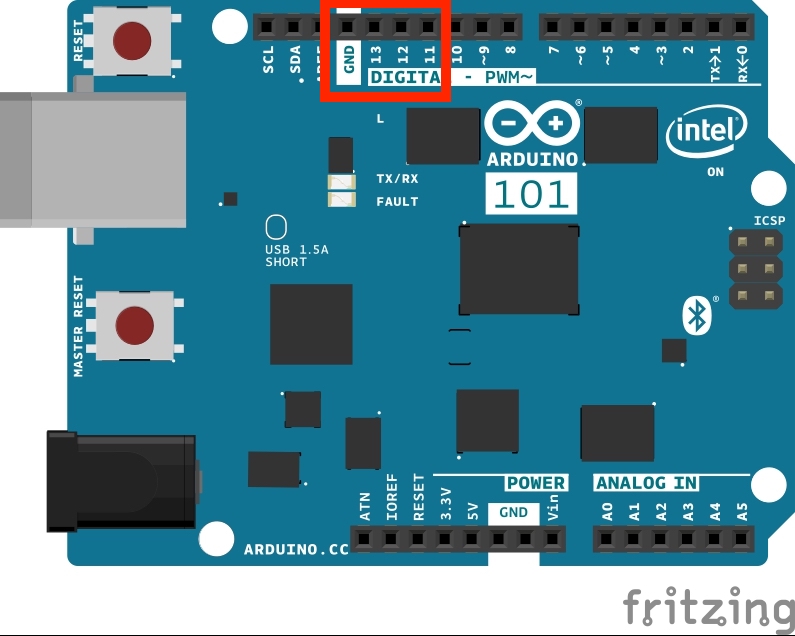 RESET
SCL
SDA
GND
13
12
11
10
~9
8
7
~6
~5
4
~3
2
TX→1
RX←0
DIGITA - PWM~
L
®
ARDUINO
101
intel
ON
TX/RX
FAULT
ICSP
USB 1.5A
SHORT
®
MASTER RESET
POWER
ANALOG IN
ATN
IOREF
RESET
3.3V
5V
GND
Vin
A0
A1
A2
A3
A4
A5
ARDUINO.CC
fritzing